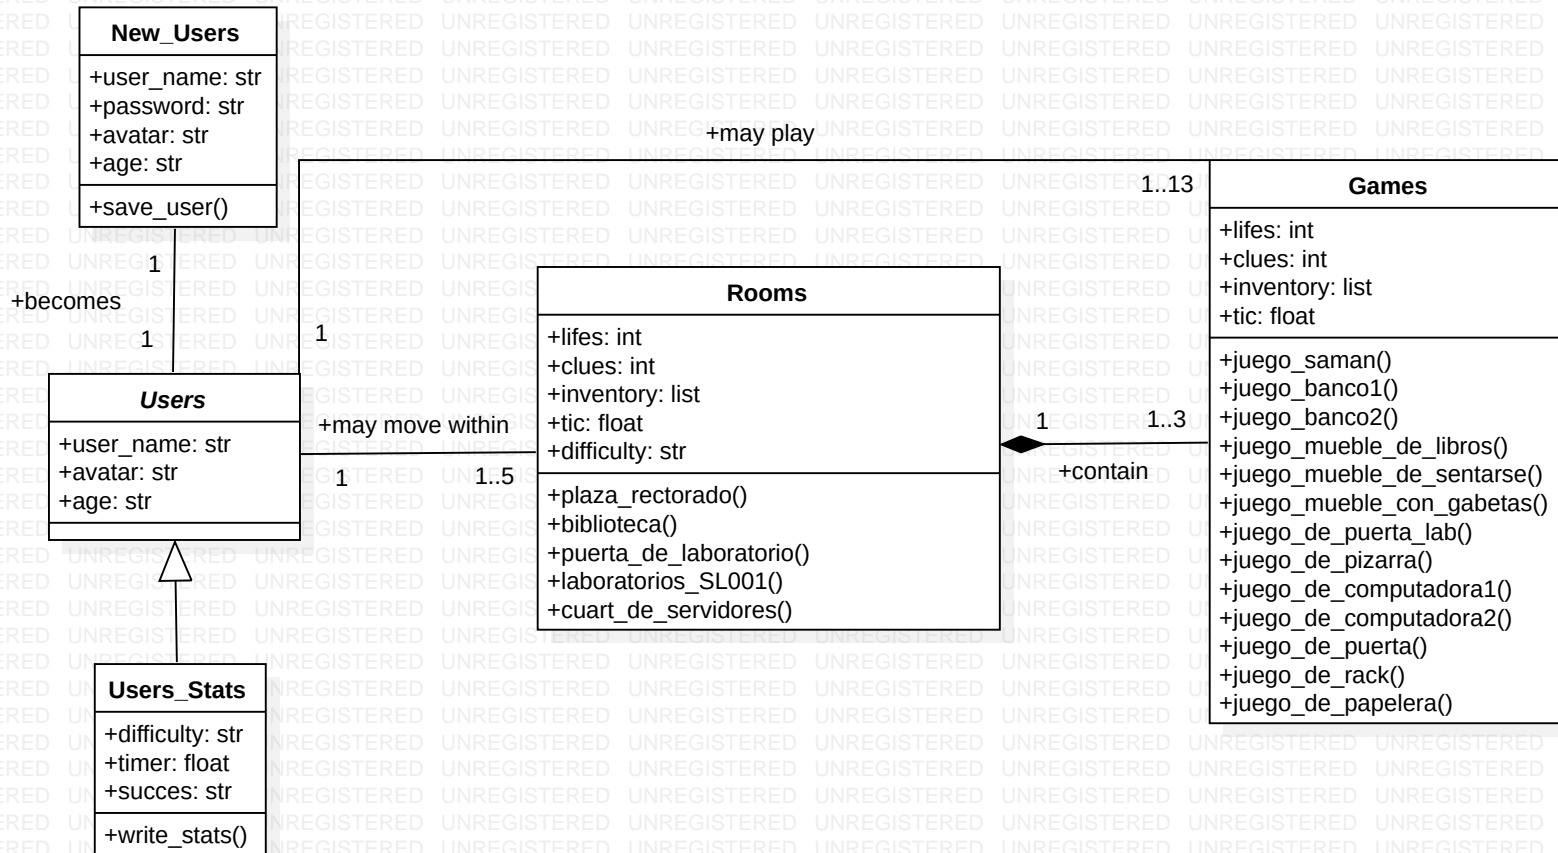 New_Users
+user_name: str
+password: str
+avatar: str
+age: str
+save_user()
1
+becomes
1
Users
+user_name: str
+avatar: str
+age: str
Users_Stats
+difficulty: str
+timer: float
+succes: str
+write_stats()
+may play
1
1..13
+may move within
1
1..5
Rooms
+lifes: int
+clues: int
+inventory: list
+tic: float
+difficulty: str
+plaza_rectorado()
+biblioteca()
+puerta_de_laboratorio()
+laboratorios_SL001()
+cuart_de_servidores()
1
1..3
+contain
Games
+lifes: int
+clues: int
+inventory: list
+tic: float
+juego_saman()
+juego_banco1()
+juego_banco2()
+juego_mueble_de_libros()
+juego_mueble_de_sentarse()
+juego_mueble_con_gabetas()
+juego_de_puerta_lab()
+juego_de_pizarra()
+juego_de_computadora1()
+juego_de_computadora2()
+juego_de_puerta()
+juego_de_rack()
+juego_de_papelera()
UNREGISTERED